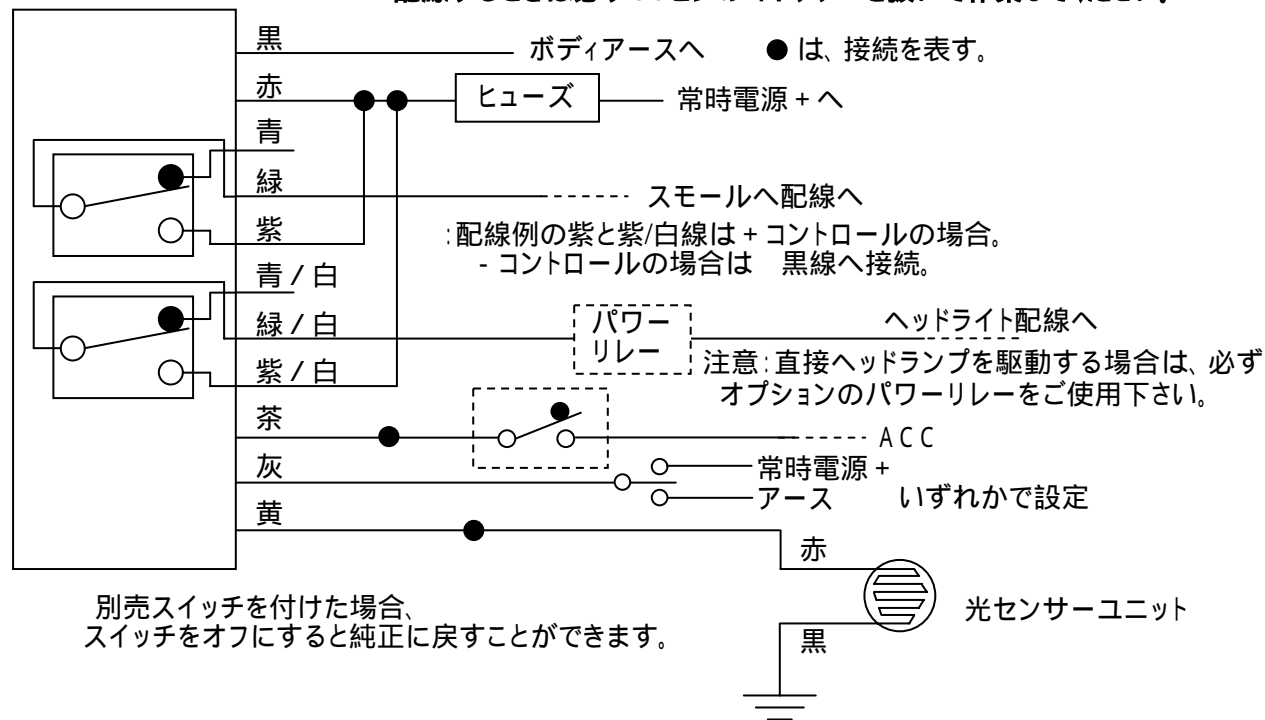 黒
ボディアースへ
●は、接続を表す。
赤
ヒューズ
常時電源 + へ
青
緑
スモールへ配線へ
紫
:配線例の紫と紫/白線は + コントロールの場合。
- コントロールの場合は 黒線へ接続。
青 / 白
緑 / 白
パワー
リレー
ヘッドライト配線へ
紫 / 白
注意:直接ヘッドランプを駆動する場合は、必ず
オプションのパワーリレーをご使用下さい。
茶
ACC
灰
常時電源 +
アース
いずれかで設定
黄
赤
光センサーユニット
黒
別売スイッチを付けた場合、
スイッチをオフにすると純正に戻すことができます。